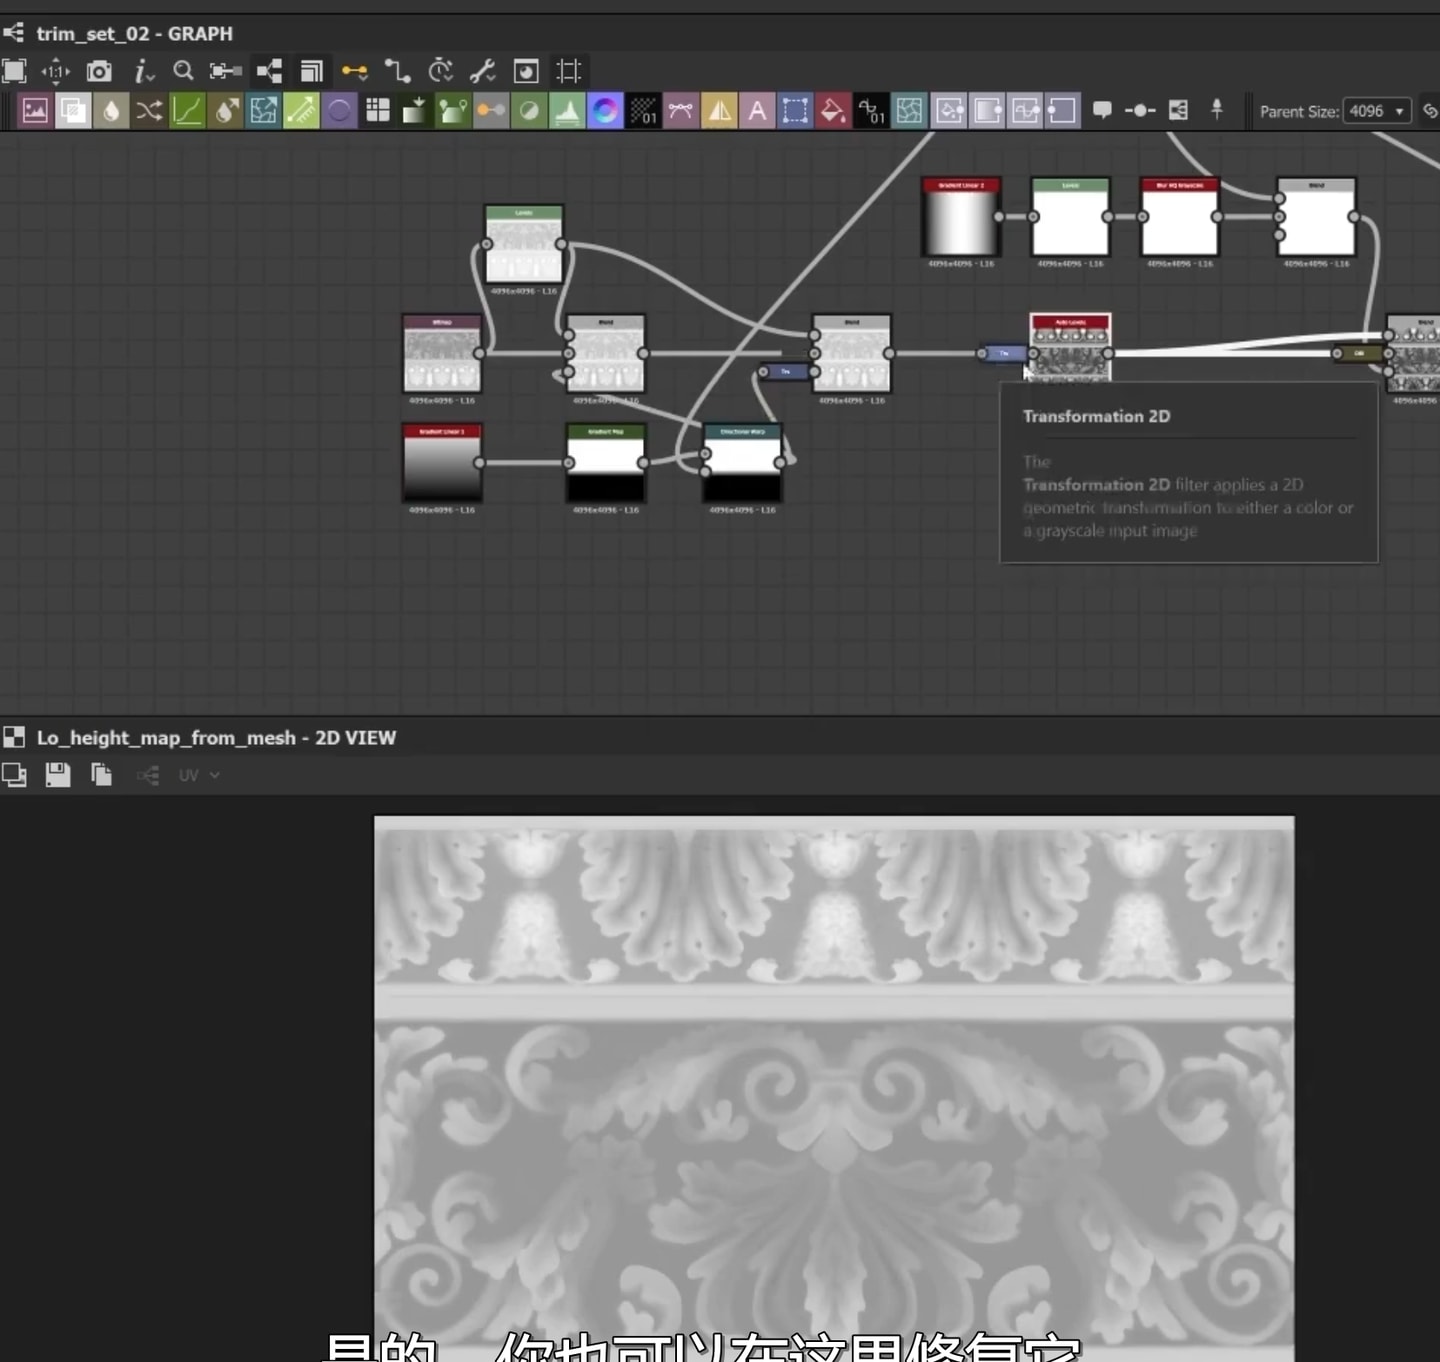 trim_set_02 - GRAPH
Parent Size: 4096
Gradient Linear 2
Levels
Blur HQ Grayscale
Blend
4096x4096 - L16
4096x4096 - L16
4096x4096 - L16
4096x4096 - L16
Levels
4096x4096 - L16
Bitmap
Blend
Blend
Auto Levels
Blend
4096x4096 - L16
4096x4096 - L16
4096x4096 - L16
4096x4096
Gradient Linear 1
Gradient Map
Directional Warp
4096x4096 - L16
4096x4096 - L16
4096x4096 - L16
Transformation 2D
The
Transformation 2D filter applies a 2D
geometric transformation to either a color or
a grayscale input image
Lo_height_map_from_mesh - 2D VIEW
UV
是的，你也可以在这里修复它